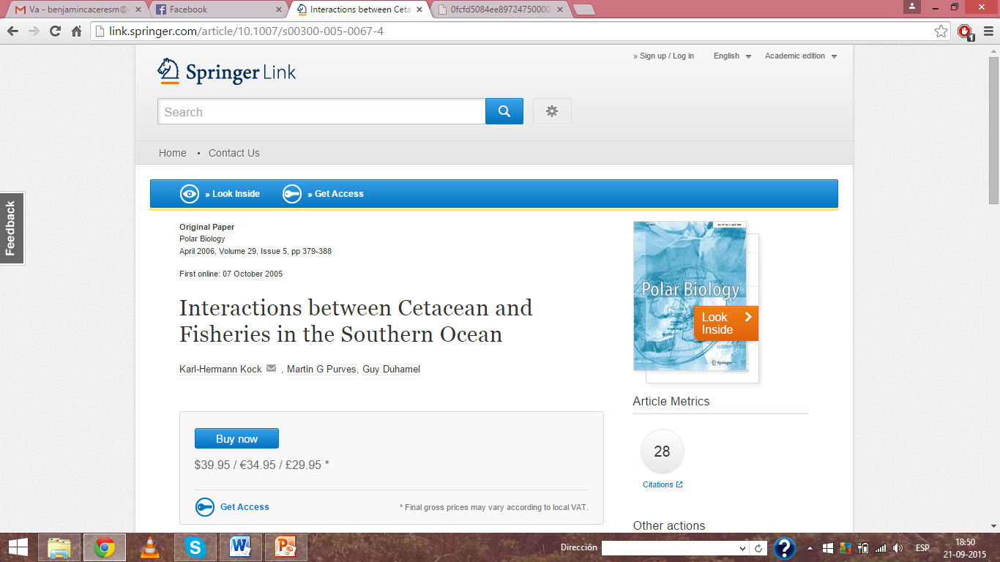 Va - benjamincaceresm@
Facebook
Interactions between Ceta
0fcfd5084ee89724750000
link.springer.com/article/10.1007/s00300-005-0067-4
1
» Sign up / Log in English Academic edition
Springer Link
Search
Home • Contact Us
Feedback
» Look Inside » Get Access
Original Paper
Polar Biology
April 2006, Volume 29, Issue 5, pp 379-388
First online: 07 October 2005
Interactions between Cetacean and
Fisheries in the Southern Ocean
Karl-Hermann Kock , Martin G Purves, Guy Duhamel
Polar Biology
Look
Inside
Springer
Buy now
$39.95 / €34.95 / £29.95 *
Get Access
* Final gross prices may vary according to local VAT.
Article Metrics
28
Citations
Other actions
Dirección
ESP
18:50
21-09-2015